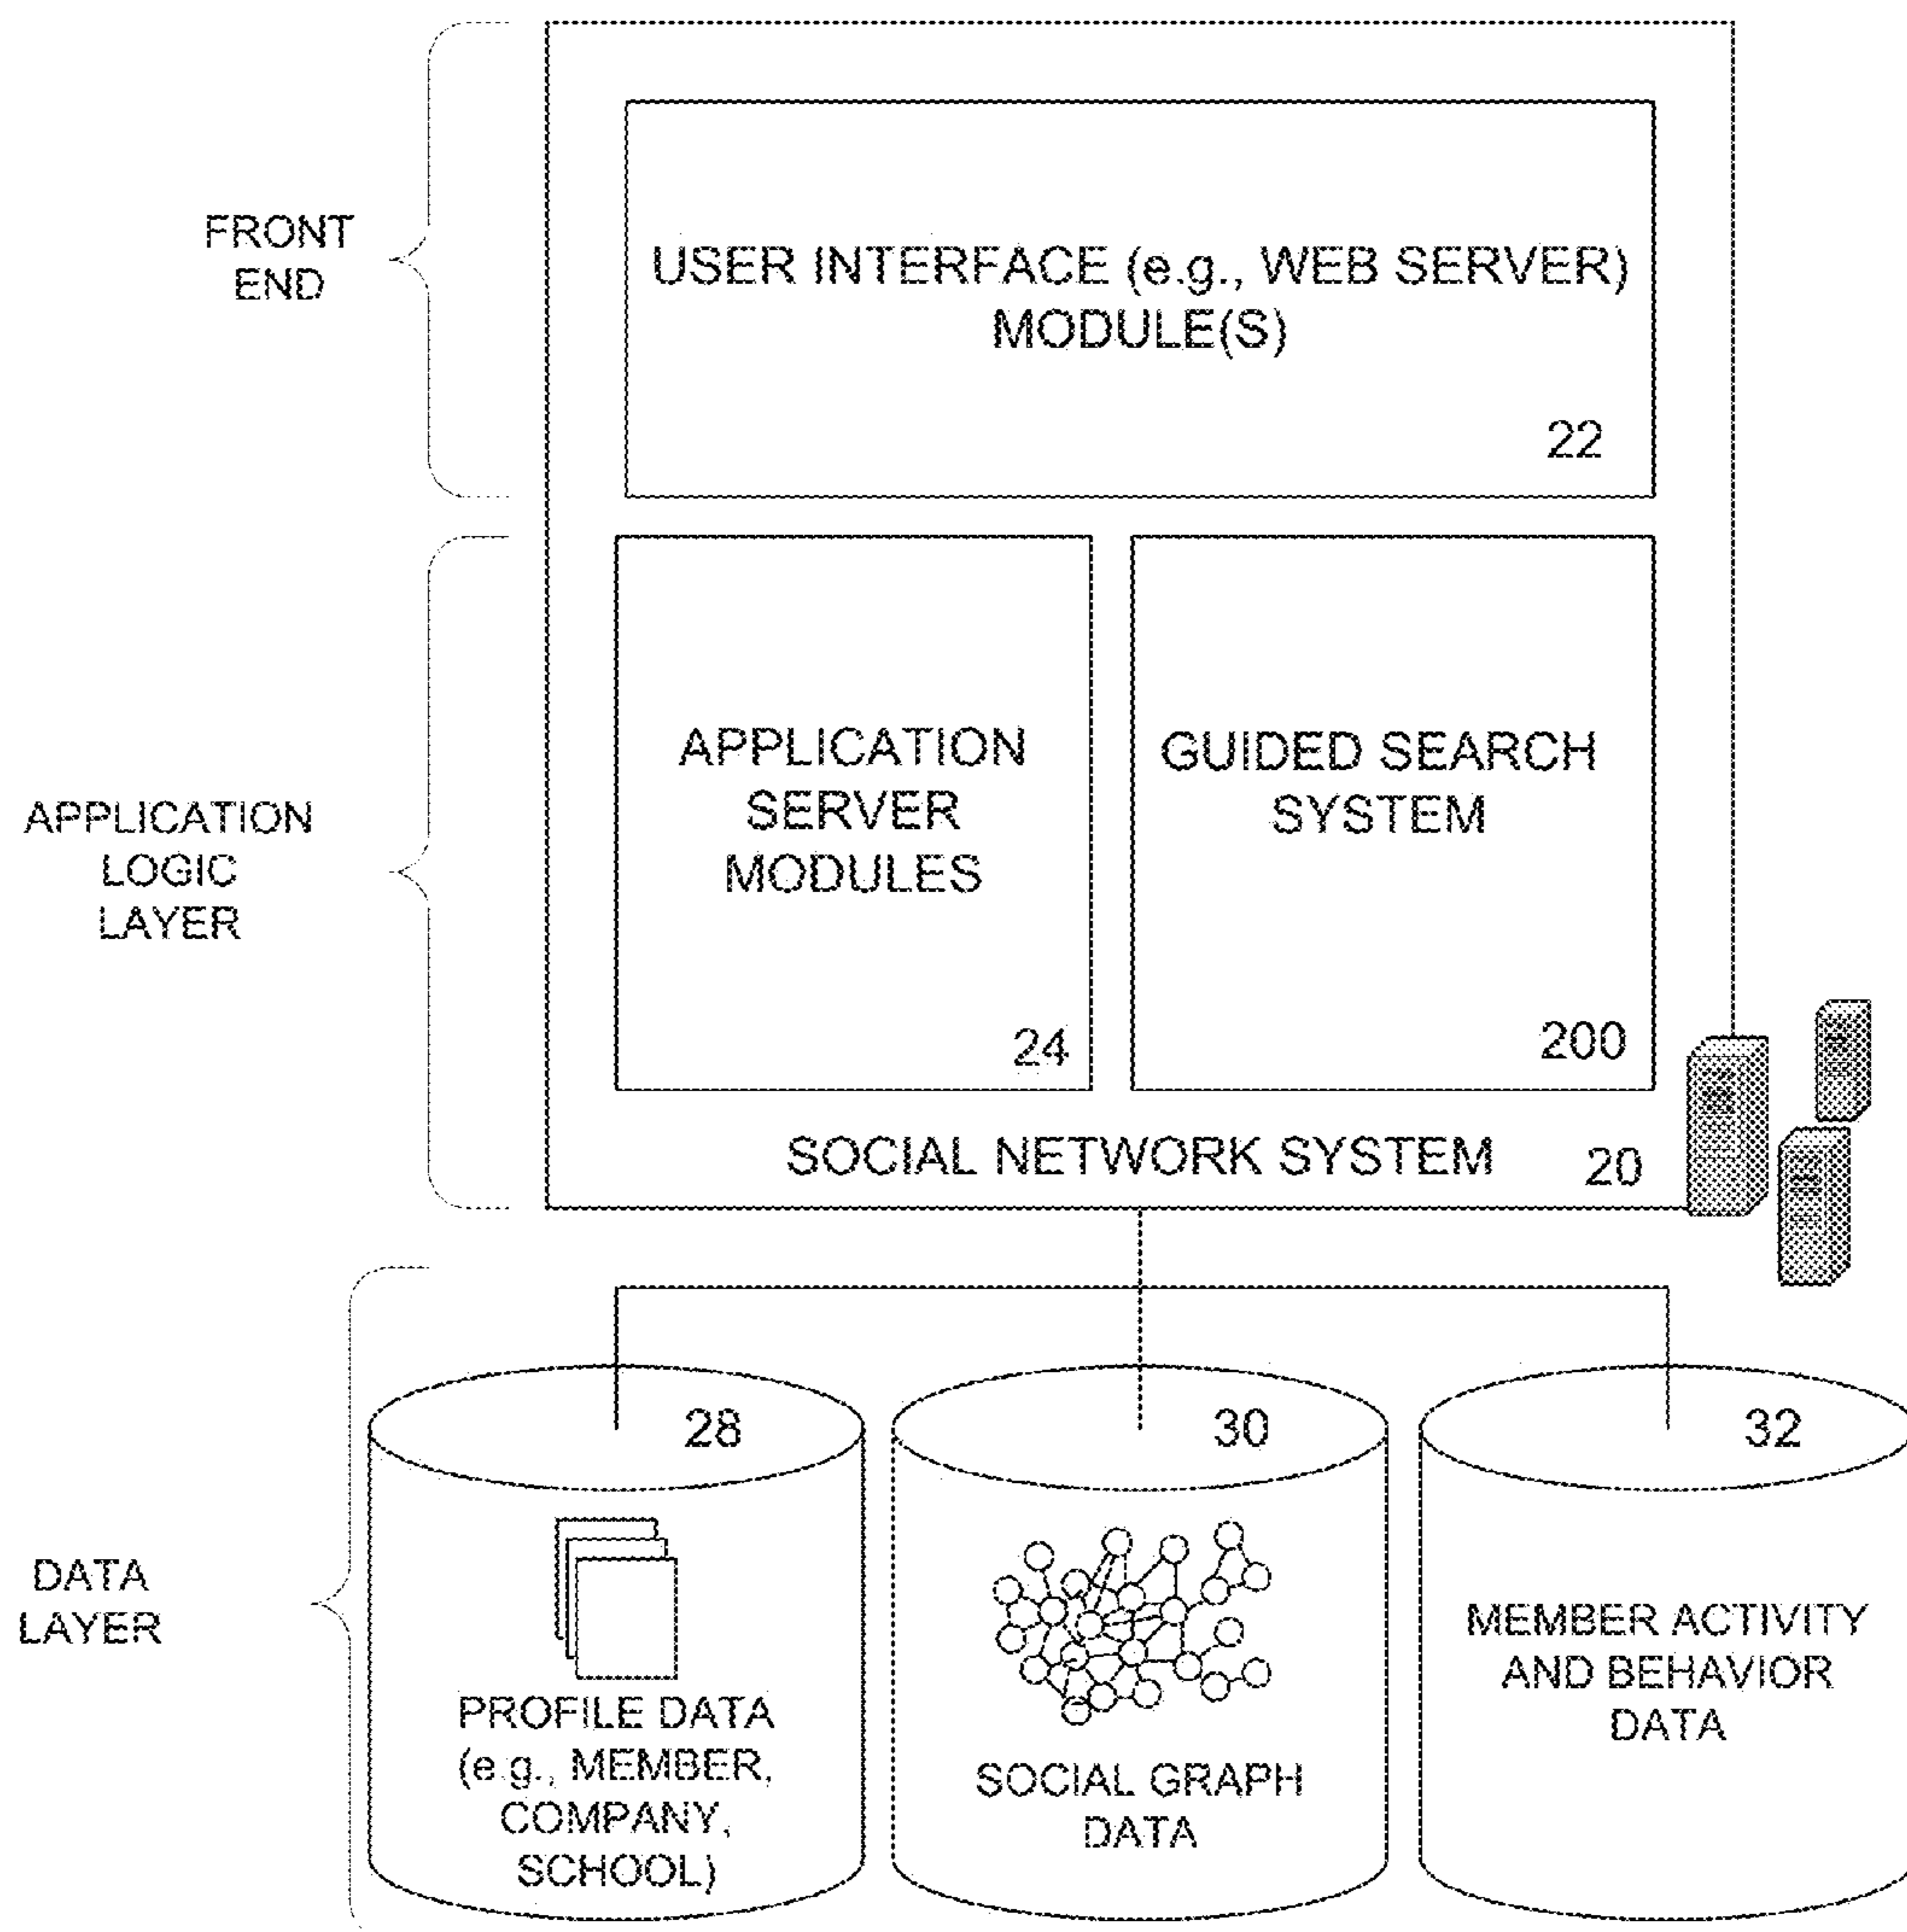 FRONT
END
USER INTERFACE (e.g., WEB SERVER)
MODULE(S)
22
APPLICATION
LOGIC
LAYER
APPLICATION
SERVER
MODULES
24
GUIDED SEARCH
SYSTEM
200
SOCIAL NETWORK SYSTEM
20
DATA
LAYER
28
PROFILE DATA
(e.g., MEMBER,
COMPANY,
SCHOOL)
30
SOCIAL GRAPH
DATA
32
MEMBER ACTIVITY
AND BEHAVIOR
DATA